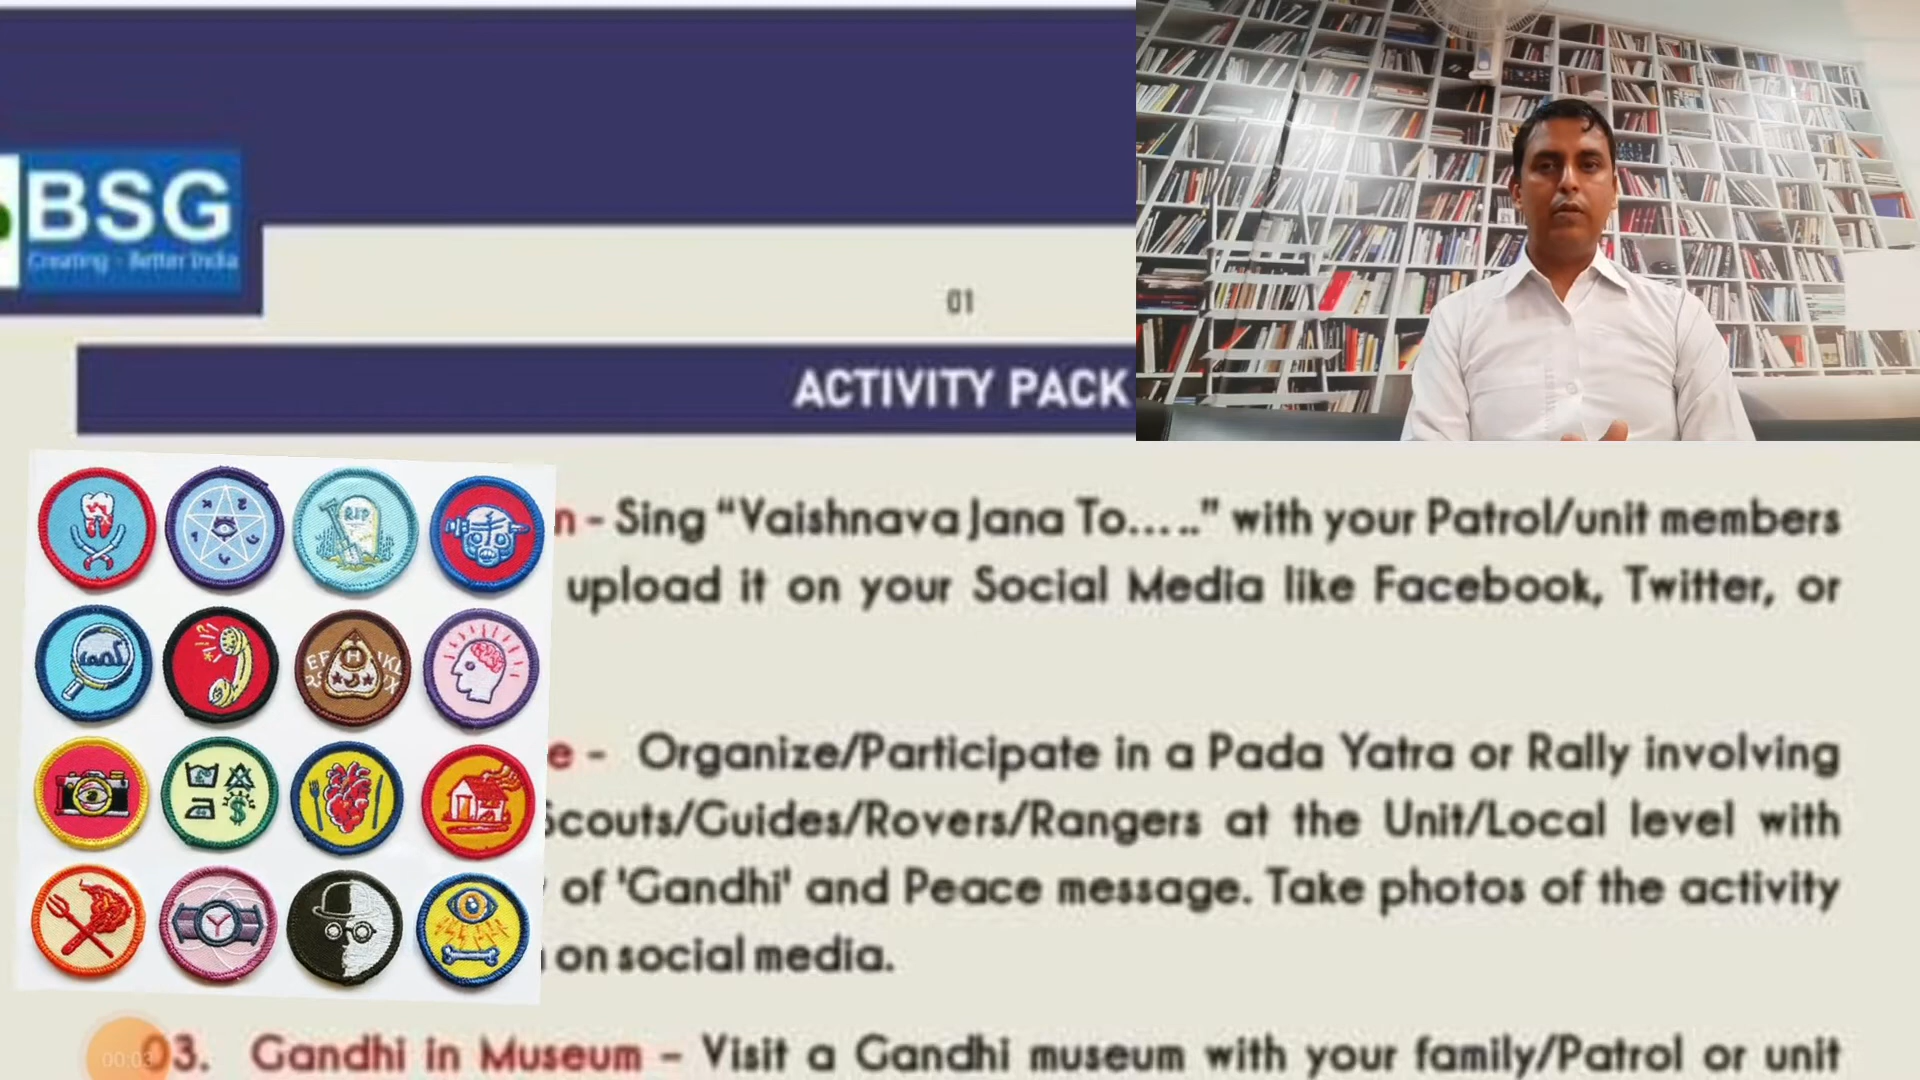 BSG
Creating - Better India
01
ACTIVITY PACK
n - Sing “Vaishnava Jana To.....” with your Patrol/unit members
upload it on your Social Media like Facebook, Twitter, or
e - Organize/Participate in a Pada Yatra or Rally involving
Scouts/Guides/Rovers/Rangers at the Unit/Local level with
of 'Gandhi' and Peace message. Take photos of the activity
on social media.
03. Gandhi in Museum - Visit a Gandhi museum with your family/Patrol or unit
00:03
RIP